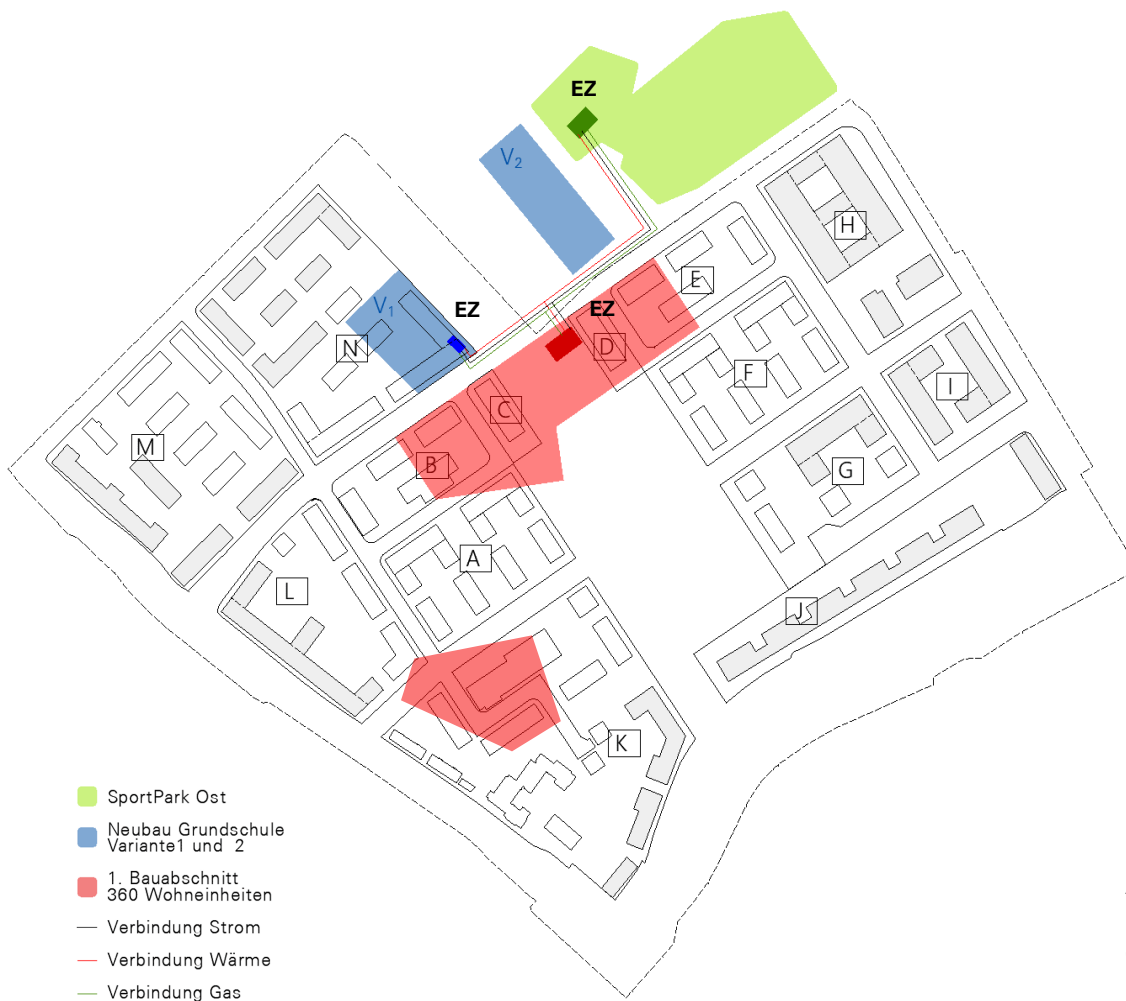 EZ
V₂
H
E
V₁
EZ
EZ
N
D
F
I
C
M
B
G
A
L
J
K
SportPark Ost
Neubau Grundschule
Variante1 und 2
1. Bauabschnitt
360 Wohneinheiten
Verbindung Strom
Verbindung Wärme
Verbindung Gas